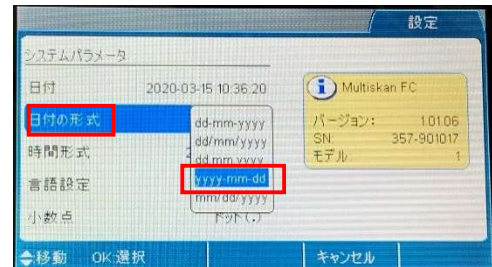 設定
システムパラメータ
日付 2020-03-15 10:36:20
日付の形式
時間形式 2
言語設定
小数点 ドット(.)
dd-mm-yyyy
dd/mm/yyyy
dd.mm.yyyy
yyyy-mm-dd
mm/dd/yyyy
Multiskan FC
バージョン: 1.01.06
SN: 357-901017
モデル: 1
移動 OK:選択 キャンセル